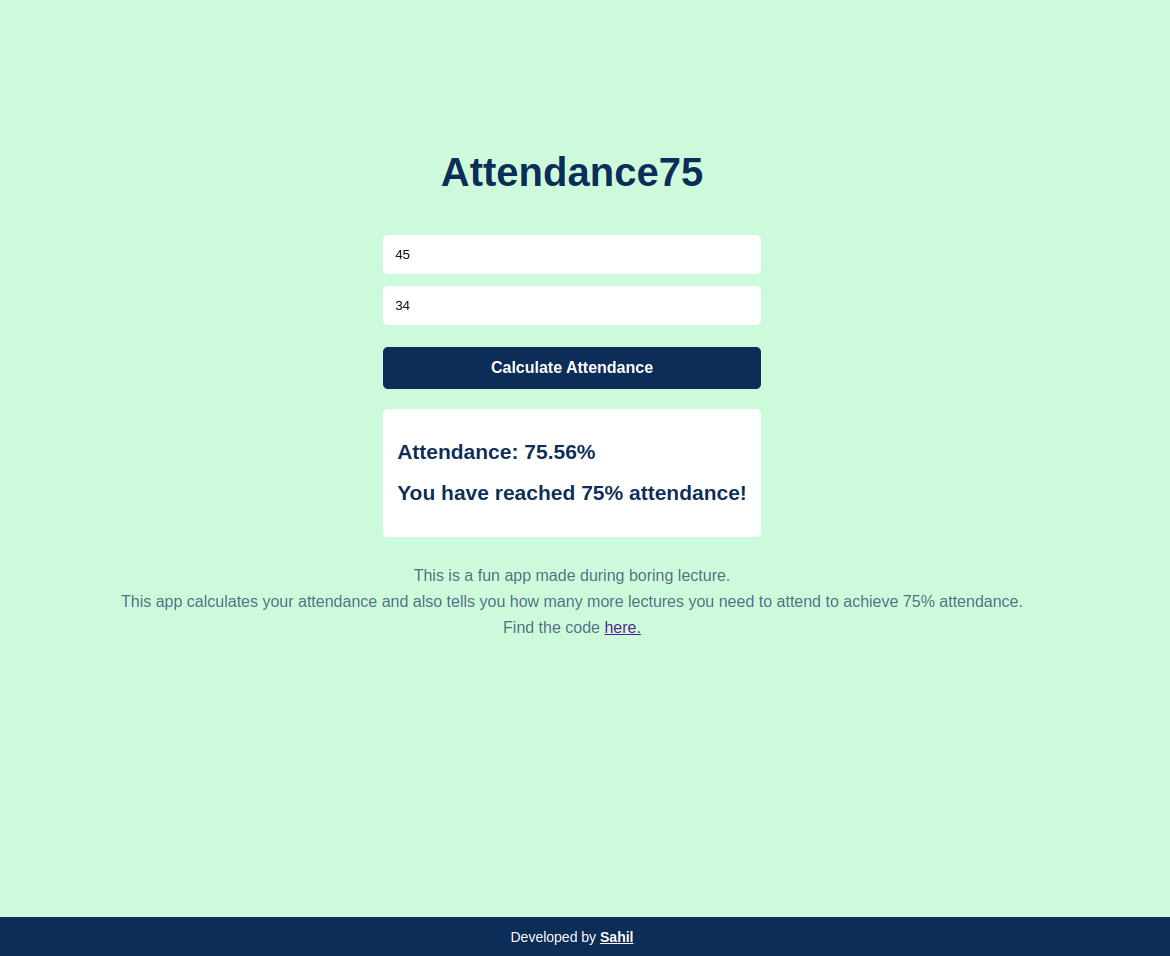 Attendance75
45
34
Calculate Attendance
Attendance: 75.56%
You have reached 75% attendance!
This is a fun app made during boring lecture.
This app calculates your attendance and also tells you how many more lectures you need to attend to achieve 75% attendance.
Find the code here.
Developed by Sahil